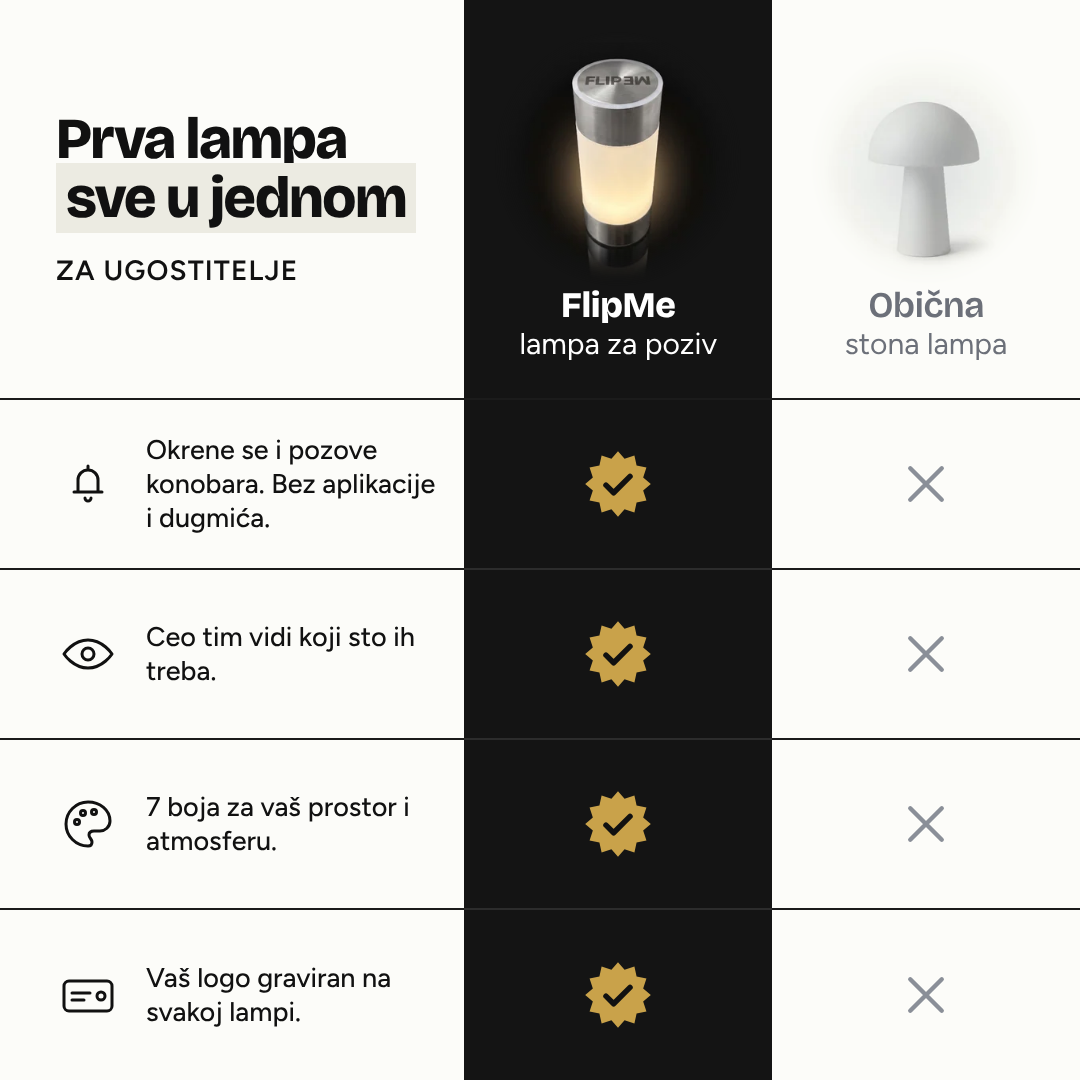 Prva lampa
sve u jednom
ZA UGOSTITELJE
FLIPME
FlipMe
lampa za poziv
Obična
stona lampa
Okrene se i pozove
konobara. Bez aplikacije
i dugmića.
Ceo tim vidi koji sto ih
treba.
7 boja za vaš prostor i
atmosferu.
Vaš logo graviran na
svakoj lampi.